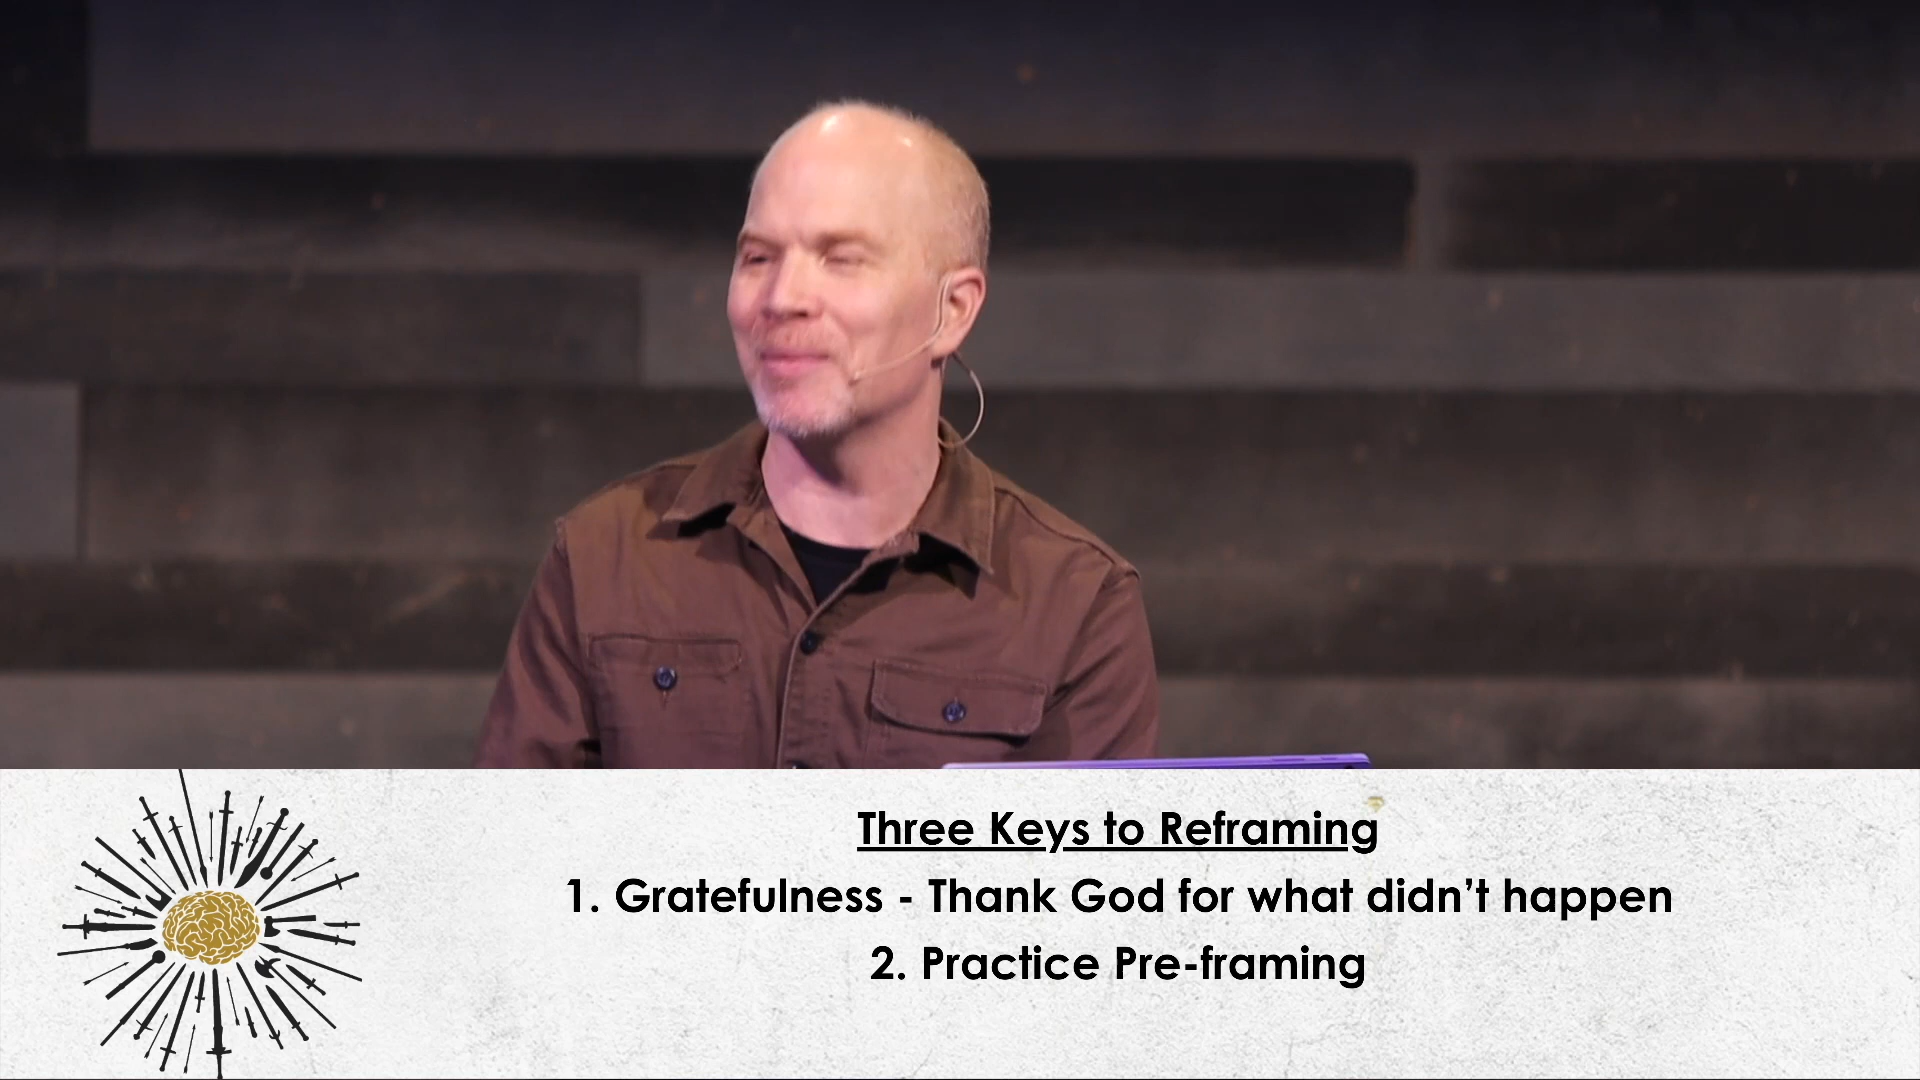 Three Keys to Reframing
1. Gratefulness - Thank God for what didn’t happen
2. Practice Pre-framing